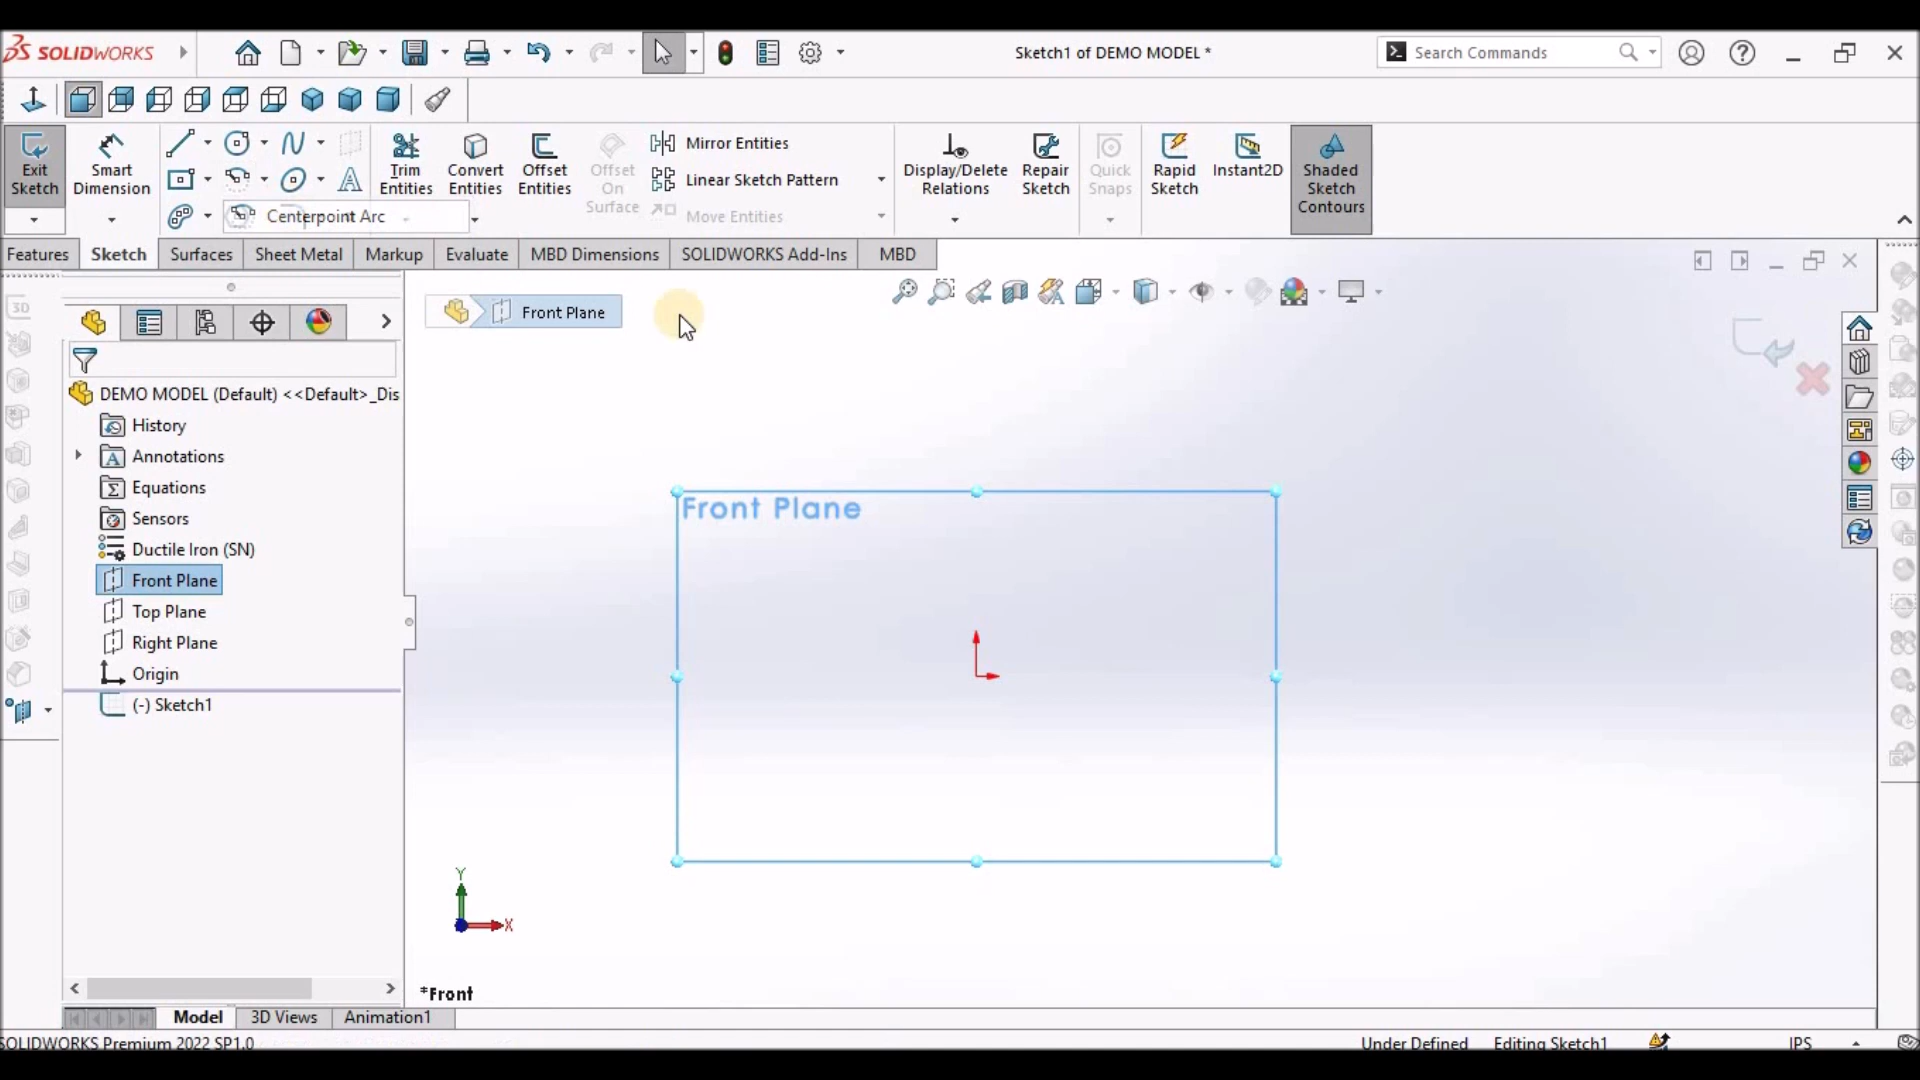 SOLIDWORKS
Sketch1 of DEMO MODEL *
Search Commands
Exit Sketch
Smart Dimension
Trim Entities
Convert Entities
Offset Entities
Offset On Surface
Mirror Entities
Linear Sketch Pattern
Move Entities
Display/Delete Relations
Repair Sketch
Quick Snaps
Rapid Sketch
Instant2D
Shaded Sketch Contours
Centerpoint Arc
Features
Sketch
Surfaces
Sheet Metal
Markup
Evaluate
MBD Dimensions
SOLIDWORKS Add-Ins
MBD
Front Plane
DEMO MODEL (Default) <<Default>_Dis
History
Annotations
Equations
Sensors
Ductile Iron (SN)
Front Plane
Top Plane
Right Plane
Origin
(-) Sketch1
Front Plane
Y
X
*Front
Model
3D Views
Animation1
SOLIDWORKS Premium 2022 SP1.0
Under Defined
Editing Sketch1
IPS